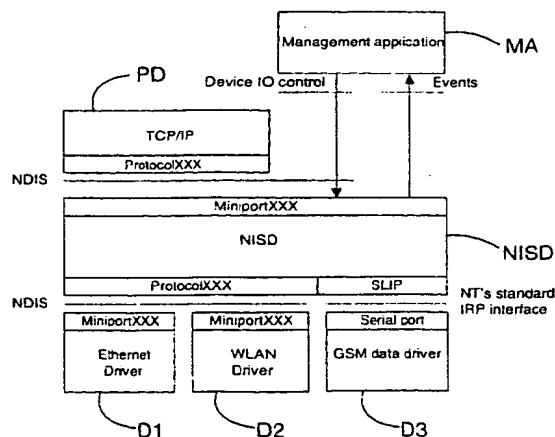 Management application
MA
PD
Device IO control
Events
TCP/IP
ProtocolXXX
NDIS
MiniportXXX
NISD
NISD
ProtocolXXX
SLIP
NDIS
NT's standard
IRP interface
MiniportXXX
MiniportXXX
Serial port
Ethernet
Driver
WLAN
Driver
GSM data driver
D1
D2
D3